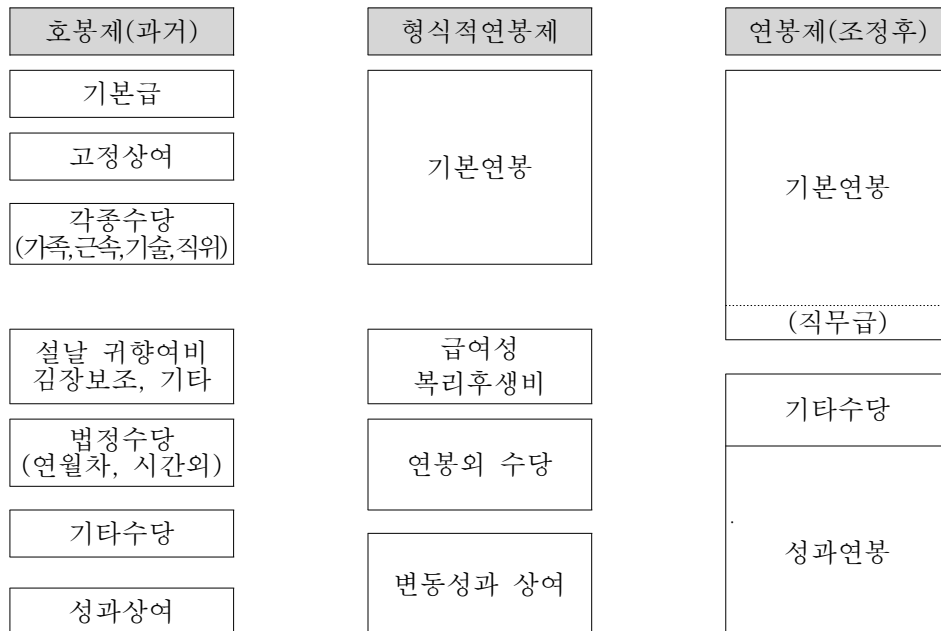 호봉제(과거)
기본급
고정상여
각종수당
(가족,근속,기술,직위)
설날 귀향여비
김장보조, 기타
법정수당
(연월차, 시간외)
기타수당
성과상여
형식적연봉제
기본연봉
급여성
복리후생비
연봉외 수당
변동성과 상여
연봉제(조정후)
기본연봉
(직무급)
기타수당
성과연봉